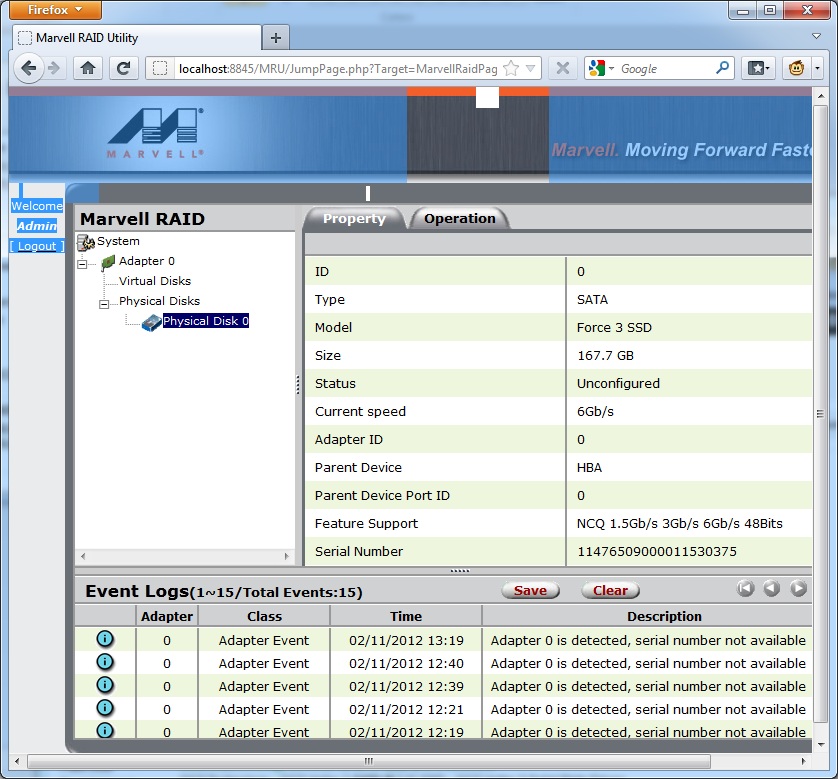 Firefox
Marvell RAID Utility
localhost:8845/MRU/JumpPage.php?Target=MarvellRaidPag
Google
MARVELL®
Marvell. Moving Forward Faste
Welcome
Admin
[ Logout ]
Marvell RAID
System
Adapter 0
Virtual Disks
Physical Disks
Physical Disk 0
Property Operation
ID 0
Type SATA
Model Force 3 SSD
Size 167.7 GB
Status Unconfigured
Current speed 6Gb/s
Adapter ID 0
Parent Device HBA
Parent Device Port ID 0
Feature Support NCQ 1.5Gb/s 3Gb/s 6Gb/s 48Bits
Serial Number 11476509000011530375
Event Logs(1~15/Total Events:15) Save Clear
Adapter Class Time Description
0 Adapter Event 02/11/2012 13:19 Adapter 0 is detected, serial number not available
0 Adapter Event 02/11/2012 12:40 Adapter 0 is detected, serial number not available
0 Adapter Event 02/11/2012 12:39 Adapter 0 is detected, serial number not available
0 Adapter Event 02/11/2012 12:21 Adapter 0 is detected, serial number not available
0 Adapter Event 02/11/2012 12:19 Adapter 0 is detected, serial number not available